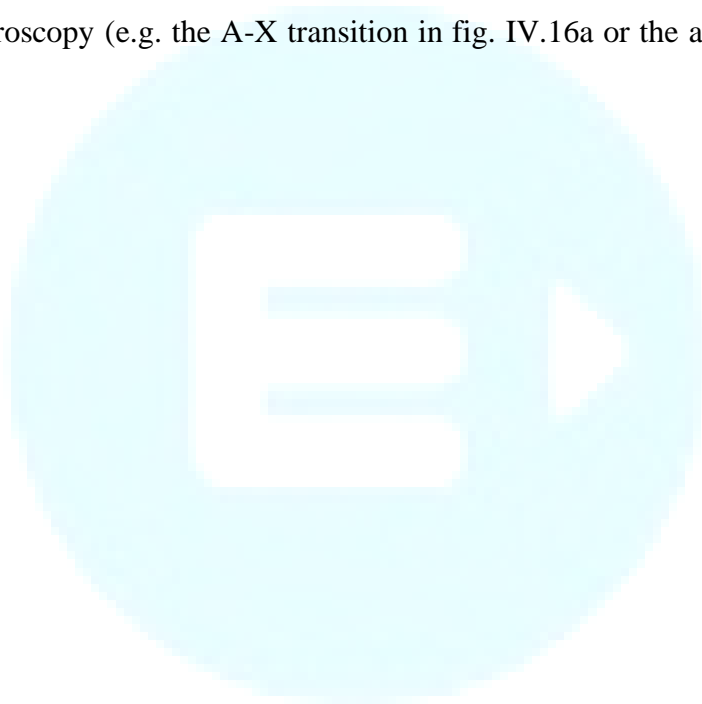 roscopy (e.g. the A-X transition in fig. IV.16a or the a
E